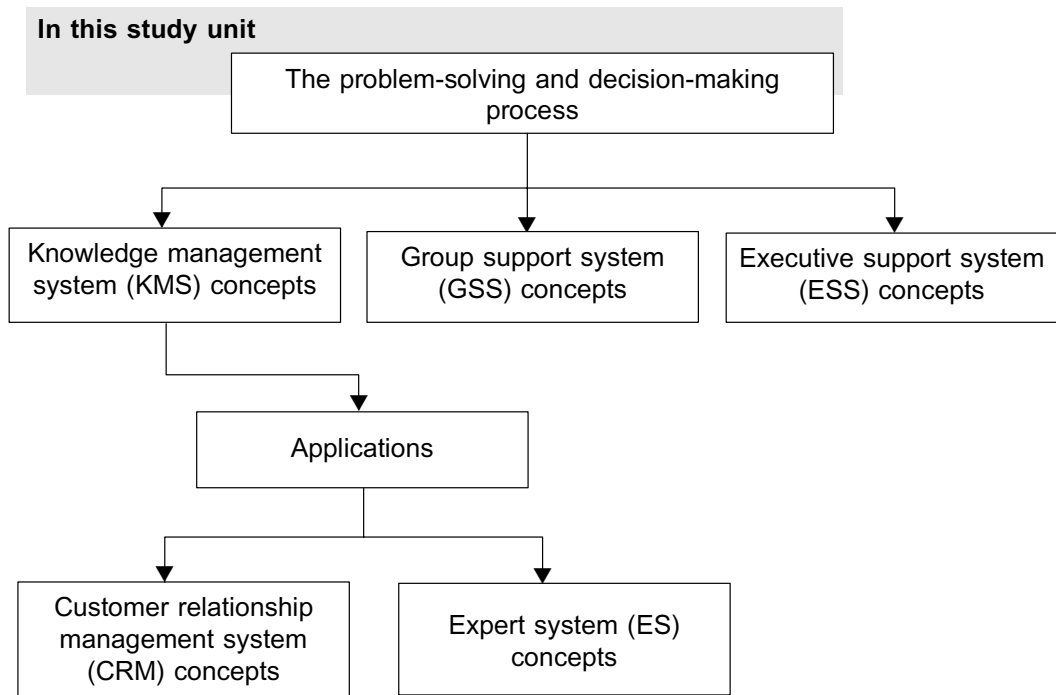 In this study unit
The problem-solving and decision-making
process
Knowledge management
system (KMS) concepts
Group support system
(GSS) concepts
Executive support system
(ESS) concepts
Applications
Customer relationship
management system
(CRM) concepts
Expert system (ES)
concepts